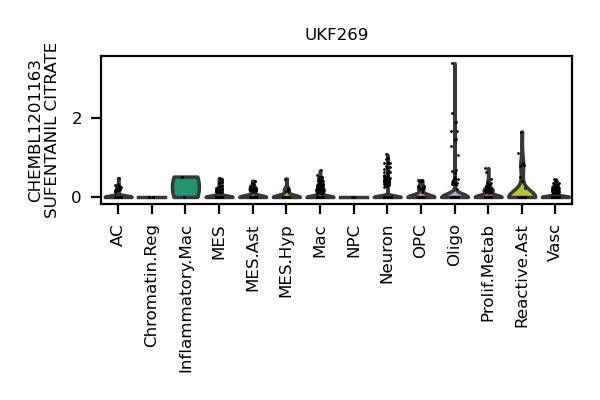 UKF269
CHEMBL1201163
SUFENTANIL CITRATE
2
0
AC
Chromatin.Reg
Inflammatory.Mac
MES
MES.Ast
MES.Hyp
Mac
NPC
Neuron
OPC
Oligo
Prolif.Metab
Reactive.Ast
Vasc